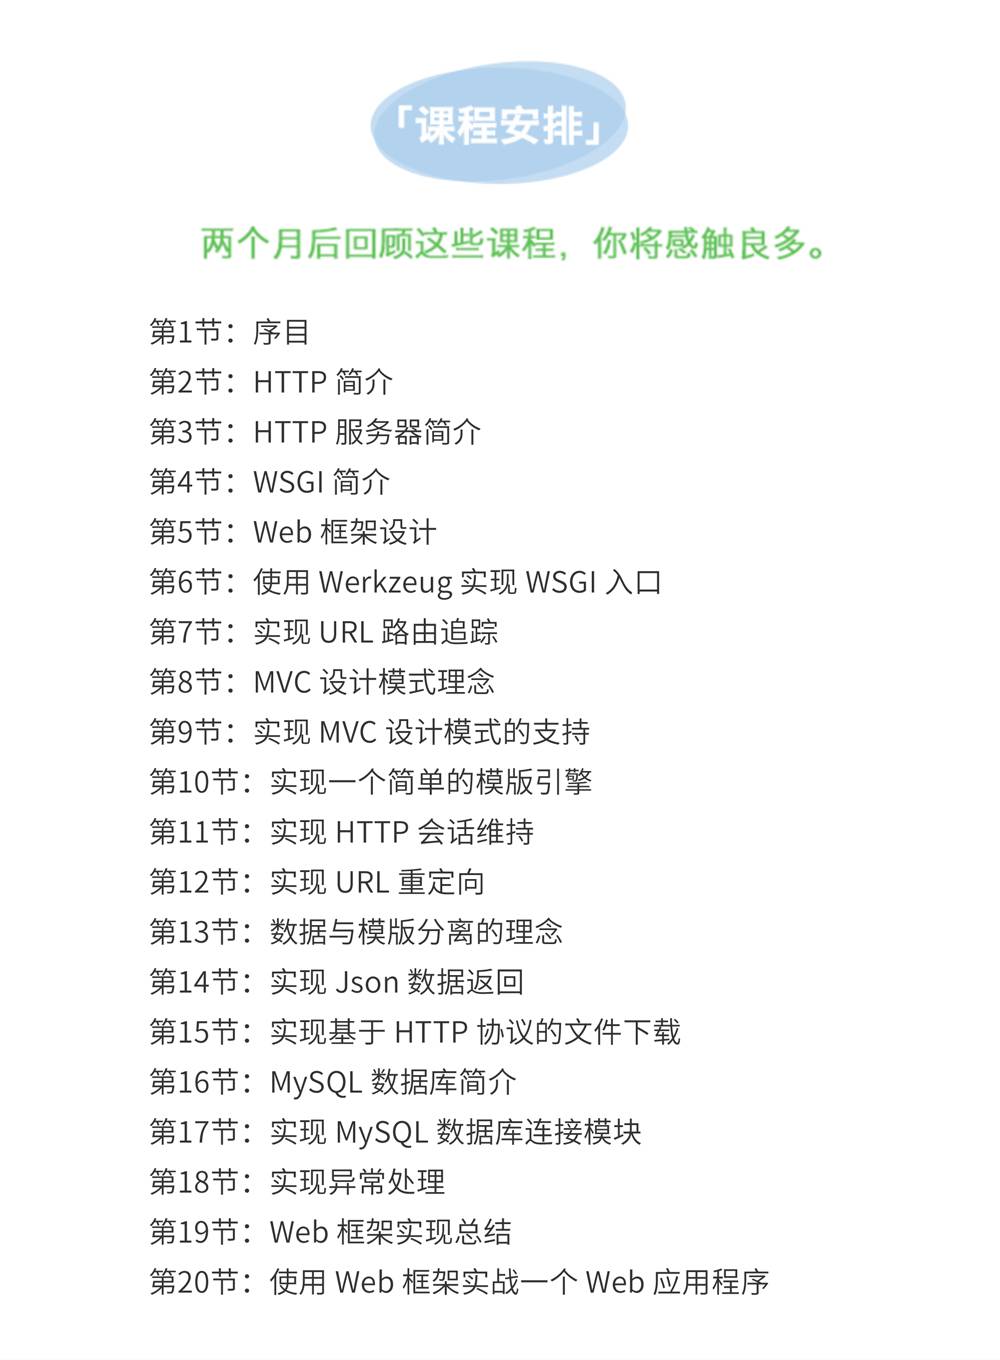 「课程安排」
两个月后回顾这些课程，你将感触良多。
第1节：序目
第2节：HTTP 简介
第3节：HTTP 服务器简介
第4节：WSGI 简介
第5节：Web 框架设计
第6节：使用 Werkzeug 实现 WSGI 入口
第7节：实现 URL 路由追踪
第8节：MVC 设计模式理念
第9节：实现 MVC 设计模式的支持
第10节：实现一个简单的模版引擎
第11节：实现 HTTP 会话维持
第12节：实现 URL 重定向
第13节：数据与模版分离的理念
第14节：实现 Json 数据返回
第15节：实现基于 HTTP 协议的文件下载
第16节：MySQL 数据库简介
第17节：实现 MySQL 数据库连接模块
第18节：实现异常处理
第19节：Web 框架实现总结
第20节：使用 Web 框架实战一个 Web 应用程序